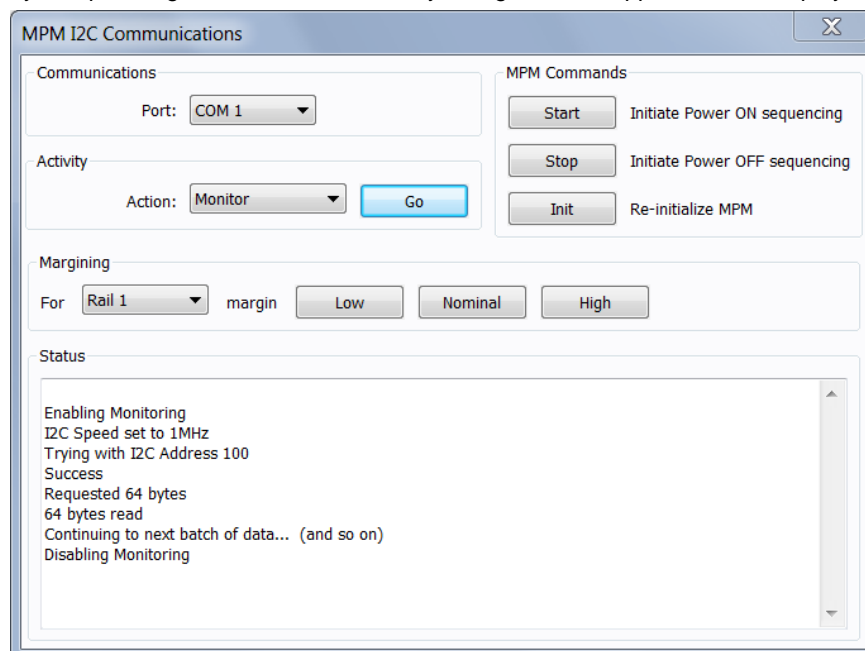 MPM I2C Communications
Communications
Port: COM 1
Activity
Action: Monitor Go
MPM Commands
Start Initiate Power ON sequencing
Stop Initiate Power OFF sequencing
Init Re-initialize MPM
Margining
For Rail 1 margin Low Nominal High
Status
Enabling Monitoring
I2C Speed set to 1MHz
Trying with I2C Address 100
Success
Requested 64 bytes
64 bytes read
Continuing to next batch of data... (and so on)
Disabling Monitoring